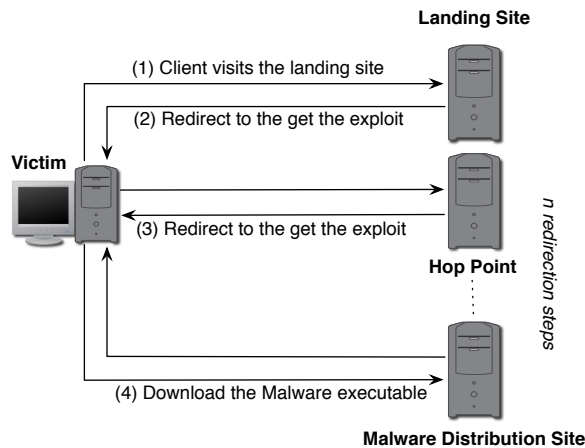 Landing Site
(1) Client visits the landing site
(2) Redirect to the get the exploit
Victim
(3) Redirect to the get the exploit
Hop Point
n redirection steps
(4) Download the Malware executable
Malware Distribution Site